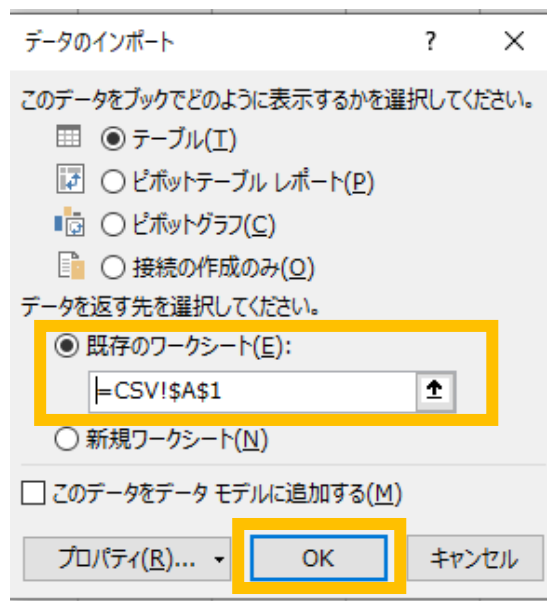 データのインポート ? ×
このデータをブックでどのように表示するかを選択してください。
テーブル(T)
ピボットテーブル レポート(P)
ピボットグラフ(C)
接続の作成のみ(O)
データを返す先を選択してください。
既存のワークシート(E):
=CSV!$A$1
新規ワークシート(N)
このデータをデータ モデルに追加する(M)
プロパティ(R)... OK キャンセル